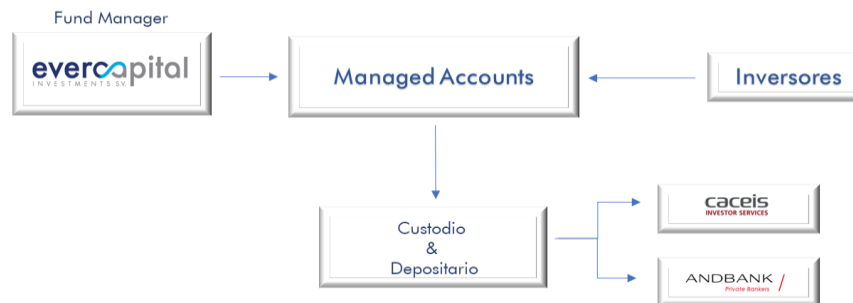 Fund Manager
evercapital
INVESTMENTS S.V.
Managed Accounts
Inversores
Custodio
&
Depositario
caceis
INVESTOR SERVICES
ANDBANK
Private Bankers